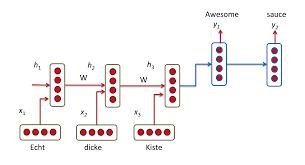 Awesome sauce
y₁ y₂
h₁ h₂ h₃
W W
x₁ x₂ x₃
Echt dicke Kiste